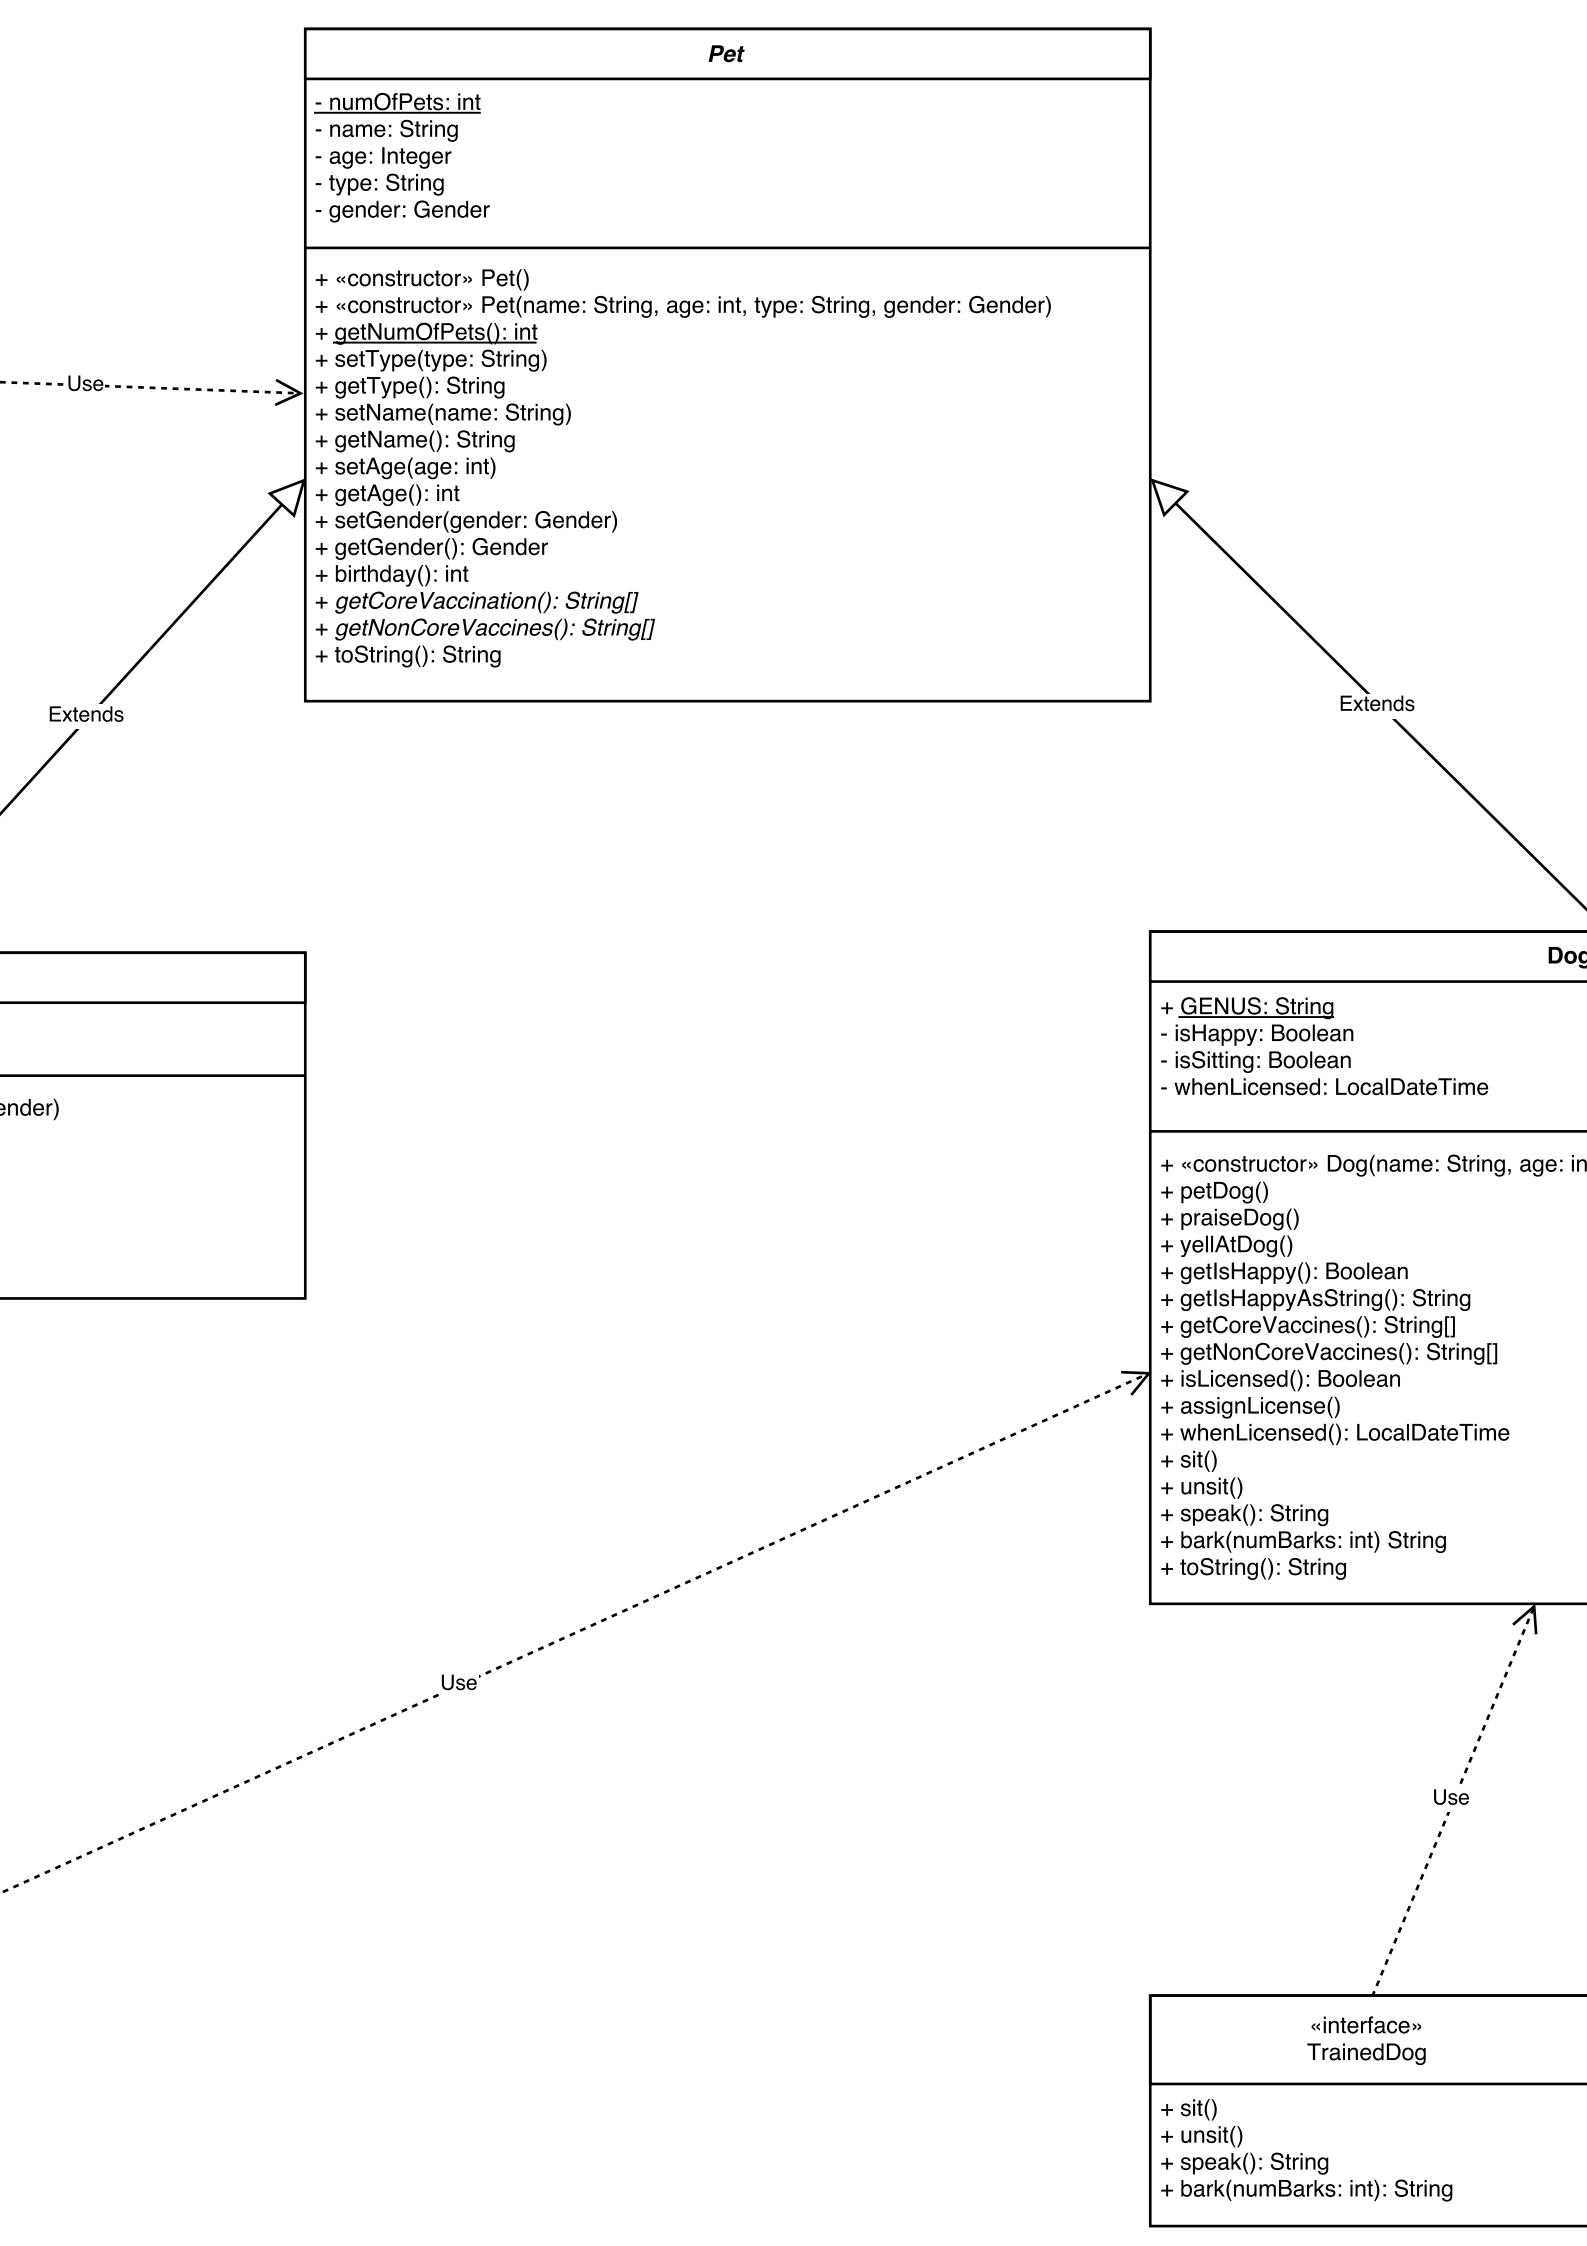 Pet
- numOfPets: int
- name: String
- age: Integer
- type: String
- gender: Gender
+ «constructor» Pet()
+ «constructor» Pet(name: String, age: int, type: String, gender: Gender)
+ getNumOfPets(): int
+ setType(type: String)
+ getType(): String
+ setName(name: String)
+ getName(): String
+ setAge(age: int)
+ getAge(): int
+ setGender(gender: Gender)
+ getGender(): Gender
+ birthday(): int
+ getCoreVaccination(): String[]
+ getNonCoreVaccines(): String[]
+ toString(): String
Use
Extends
Extends
ender)
Dog
+ GENUS: String
- isHappy: Boolean
- isSitting: Boolean
- whenLicensed: LocalDateTime
+ «constructor» Dog(name: String, age: in
+ petDog()
+ praiseDog()
+ yellAtDog()
+ getIsHappy(): Boolean
+ getIsHappyAsString(): String
+ getCoreVaccines(): String[]
+ getNonCoreVaccines(): String[]
+ isLicensed(): Boolean
+ assignLicense()
+ whenLicensed(): LocalDateTime
+ sit()
+ unsit()
+ speak(): String
+ bark(numBarks: int) String
+ toString(): String
Use
Use
«interface»
TrainedDog
+ sit()
+ unsit()
+ speak(): String
+ bark(numBarks: int): String